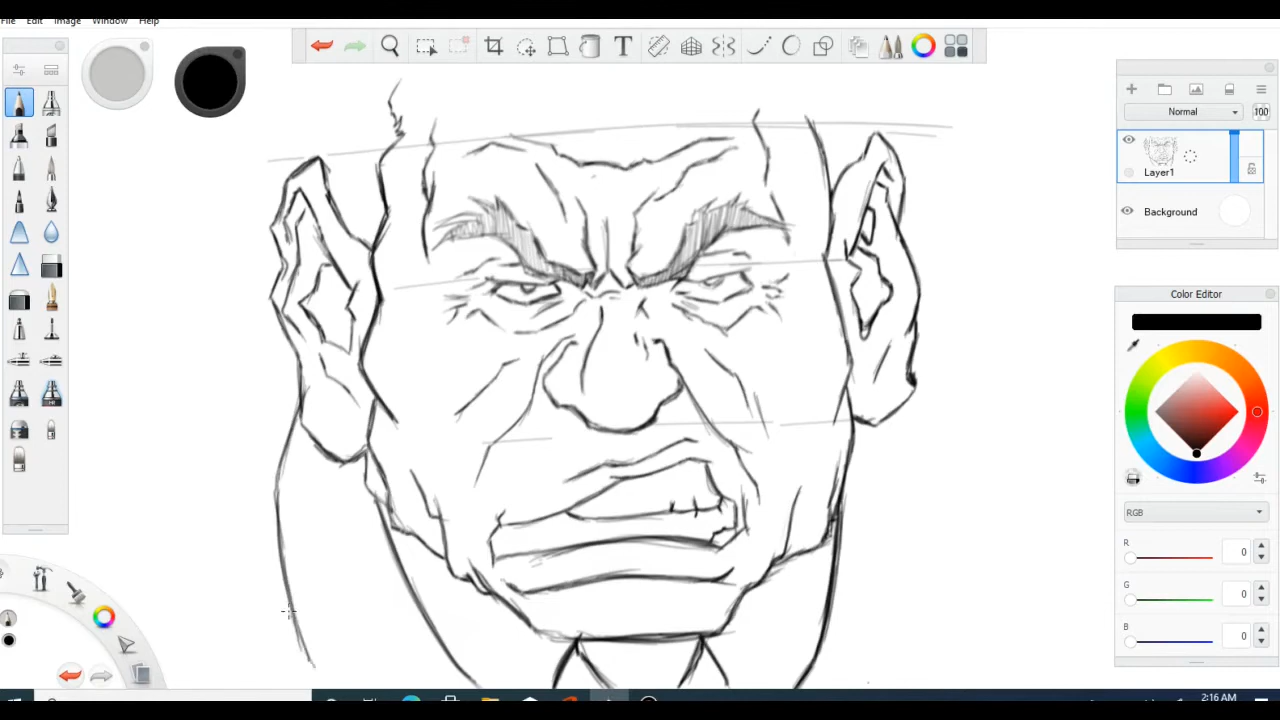 File Edit Image Window Help
Normal
100
Layer1
Background
Color Editor
RGB
R 0
G 0
B 0
2:16 AM